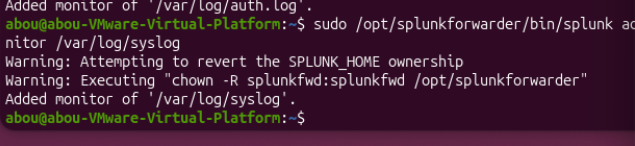 Added monitor of '/var/log/auth.log'.
abou@abou-VMware-Virtual-Platform:~$ sudo /opt/splunkforwarder/bin/splunk
nitor /var/log/syslog
Warning: Attempting to revert the SPLUNK_HOME ownership
Warning: Executing "chown -R splunkfwd:splunkfwd /opt/splunkforwarder"
Added monitor of '/var/log/syslog'.
abou@abou-VMware-Virtual-Platform:~$